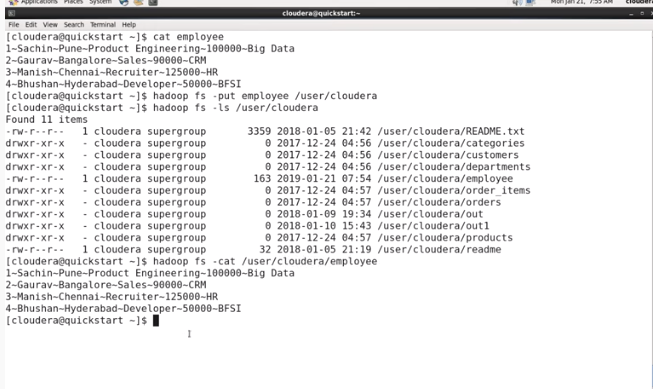 Applications Places System Mon Jan 21, 7:55 AM cloudera
cloudera@quickstart:~
File Edit View Search Terminal Help
[cloudera@quickstart ~]$ cat employee
1~Sachin~Pune~Product Engineering~100000~Big Data
2~Gaurav~Bangalore~Sales~90000~CRM
3~Manish~Chennai~Recruiter~125000~HR
4~Bhushan~Hyderabad~Developer~50000~BFSI
[cloudera@quickstart ~]$ hadoop fs -put employee /user/cloudera
[cloudera@quickstart ~]$ hadoop fs -ls /user/cloudera
Found 11 items
-rw-r--r-- 1 cloudera supergroup 3359 2018-01-05 21:42 /user/cloudera/README.txt
drwxr-xr-x - cloudera supergroup 0 2017-12-24 04:56 /user/cloudera/categories
drwxr-xr-x - cloudera supergroup 0 2017-12-24 04:56 /user/cloudera/customers
drwxr-xr-x - cloudera supergroup 0 2017-12-24 04:56 /user/cloudera/departments
-rw-r--r-- 1 cloudera supergroup 163 2019-01-21 07:54 /user/cloudera/employee
drwxr-xr-x - cloudera supergroup 0 2017-12-24 04:57 /user/cloudera/order_items
drwxr-xr-x - cloudera supergroup 0 2017-12-24 04:57 /user/cloudera/orders
drwxr-xr-x - cloudera supergroup 0 2018-01-09 19:34 /user/cloudera/out
drwxr-xr-x - cloudera supergroup 0 2018-01-10 15:43 /user/cloudera/out1
drwxr-xr-x - cloudera supergroup 0 2017-12-24 04:57 /user/cloudera/products
-rw-r--r-- 1 cloudera supergroup 32 2018-01-05 21:19 /user/cloudera/readme
[cloudera@quickstart ~]$ hadoop fs -cat /user/cloudera/employee
1~Sachin~Pune~Product Engineering~100000~Big Data
2~Gaurav~Bangalore~Sales~90000~CRM
3~Manish~Chennai~Recruiter~125000~HR
4~Bhushan~Hyderabad~Developer~50000~BFSI
[cloudera@quickstart ~]$